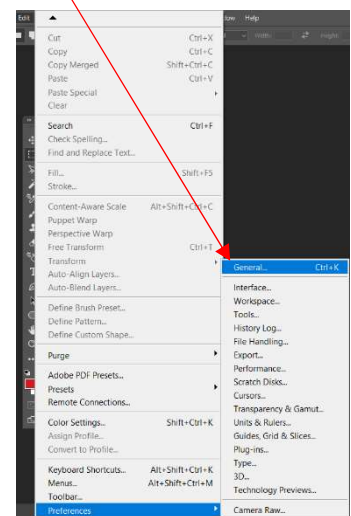 Edit
Help
Cut Ctrl+X
Copy Ctrl+C
Copy Merged Shift+Ctrl+C
Paste Ctrl+V
Paste Special
Clear
Search Ctrl+F
Check Spelling...
Find and Replace Text...
Fill... Shift+F5
Stroke...
Content-Aware Scale Alt+Shift+Ctrl+C
Puppet Warp
Perspective Warp
Free Transform Ctrl+T
Transform
Auto-Align Layers...
Auto-Blend Layers...
Define Brush Preset...
Define Pattern...
Define Custom Shape...
Purge
Adobe PDF Presets...
Presets
Remote Connections...
Color Settings... Shift+Ctrl+K
Assign Profile...
Convert to Profile...
Keyboard Shortcuts... Alt+Shift+Ctrl+K
Menus... Alt+Shift+Ctrl+M
Toolbar...
Preferences
General... Ctrl+K
Interface...
Workspace...
Tools...
History Log...
File Handling...
Export...
Performance...
Scratch Disks...
Cursors...
Transparency & Gamut...
Units & Rulers...
Guides, Grid & Slices...
Plug-ins...
Type...
3D...
Technology Previews...
Camera Raw...